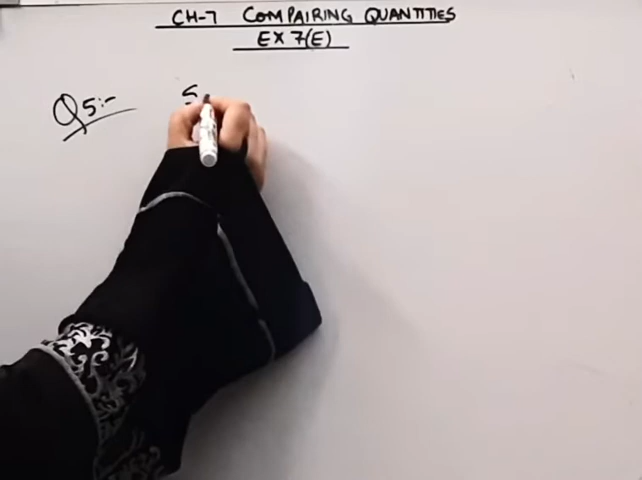 CH-7 COMPAIRING QUANTITIES
EX 7(E)
Q5:- S